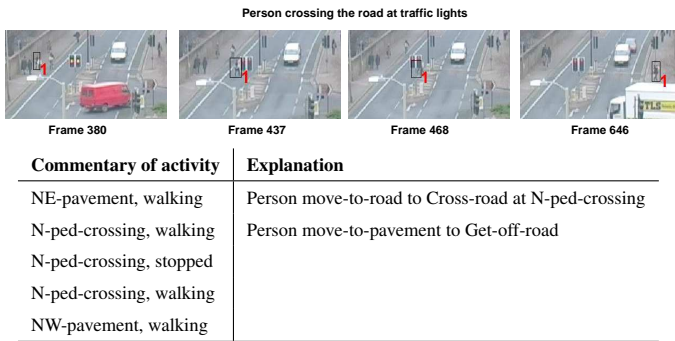 Person crossing the road at traffic lights
1 1 1 1
TLS
Frame 380 Frame 437 Frame 468 Frame 646
Commentary of activity Explanation
NE-pavement, walking Person move-to-road to Cross-road at N-ped-crossing
N-ped-crossing, walking Person move-to-pavement to Get-off-road
N-ped-crossing, stopped
N-ped-crossing, walking
NW-pavement, walking